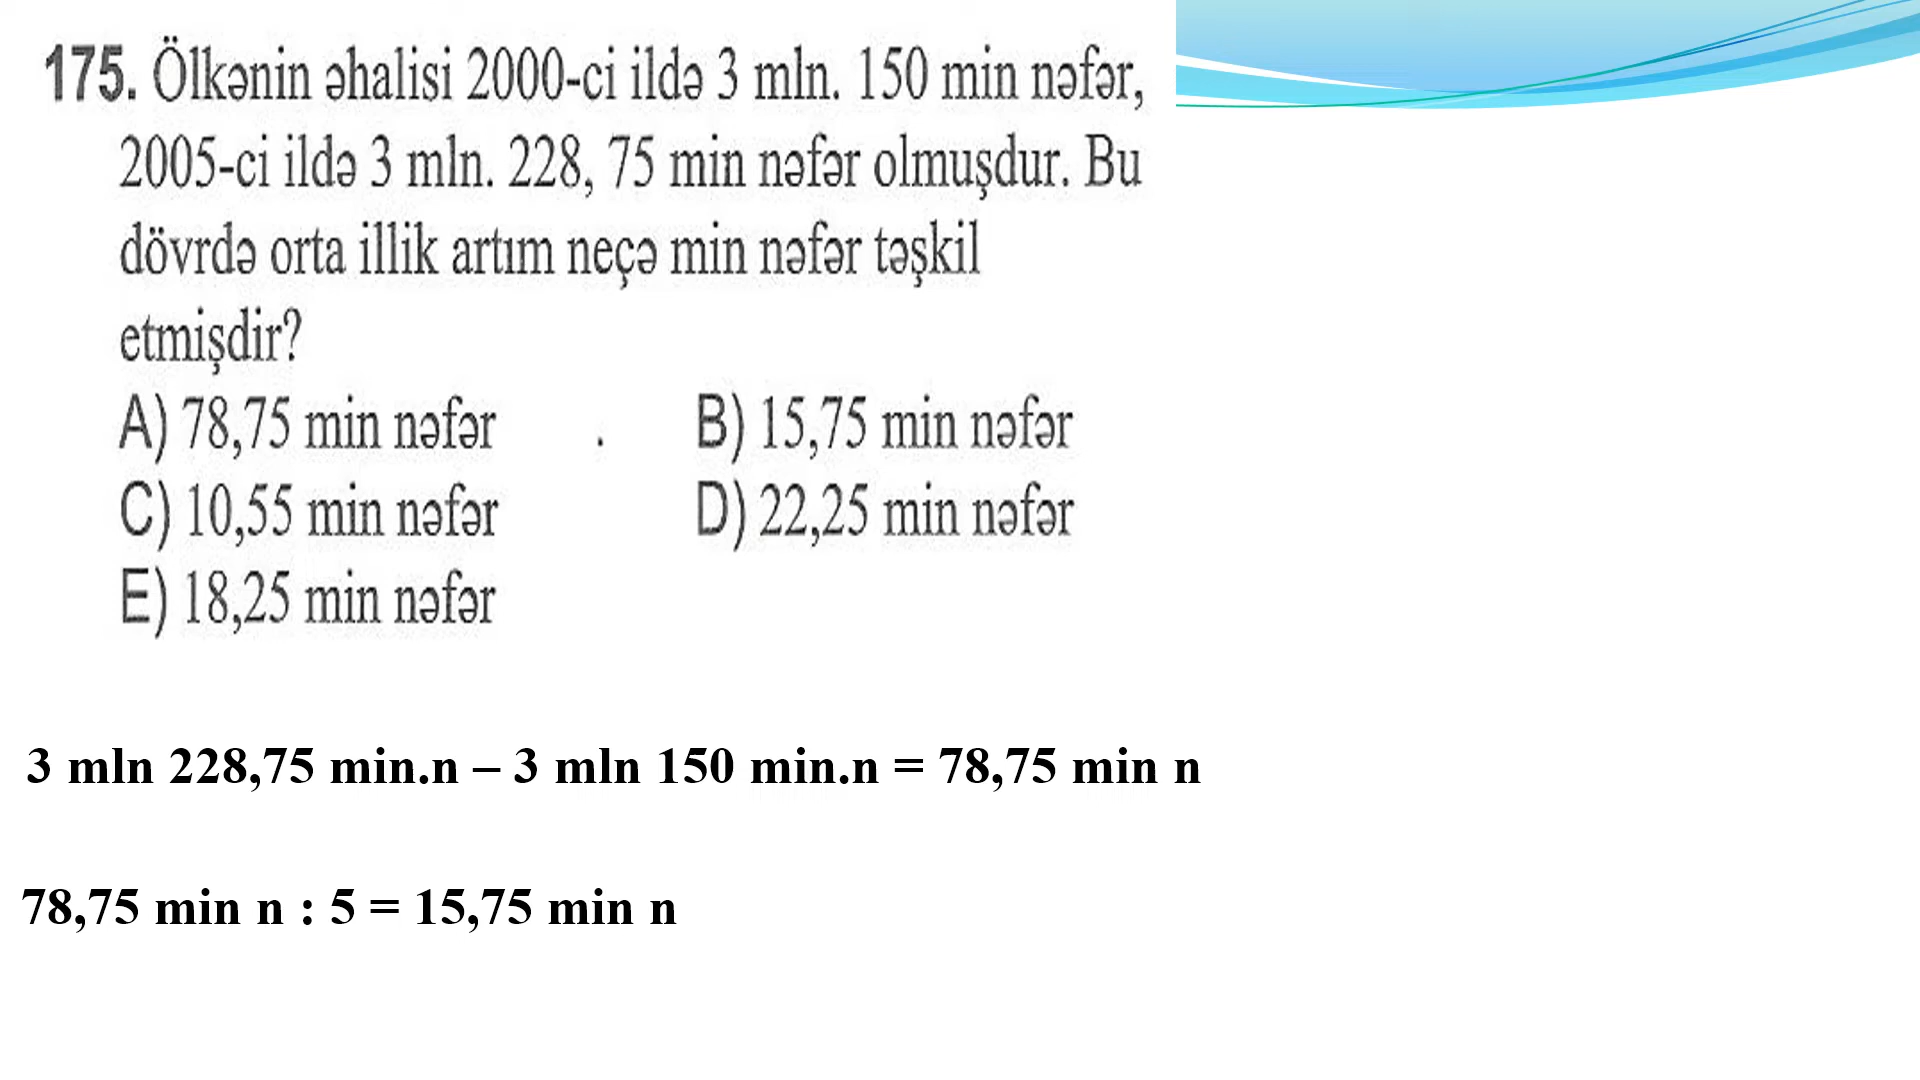 175. Ölkənin əhalisi 2000-ci ildə 3 mln. 150 min nəfər,
2005-ci ildə 3 mln. 228, 75 min nəfər olmuşdur. Bu
dövrdə orta illik artım neçə min nəfər təşkil
etmişdir?
A) 78,75 min nəfər . B) 15,75 min nəfər
C) 10,55 min nəfər D) 22,25 min nəfər
E) 18,25 min nəfər
3 mln 228,75 min.n – 3 mln 150 min.n = 78,75 min n
78,75 min n : 5 = 15,75 min n